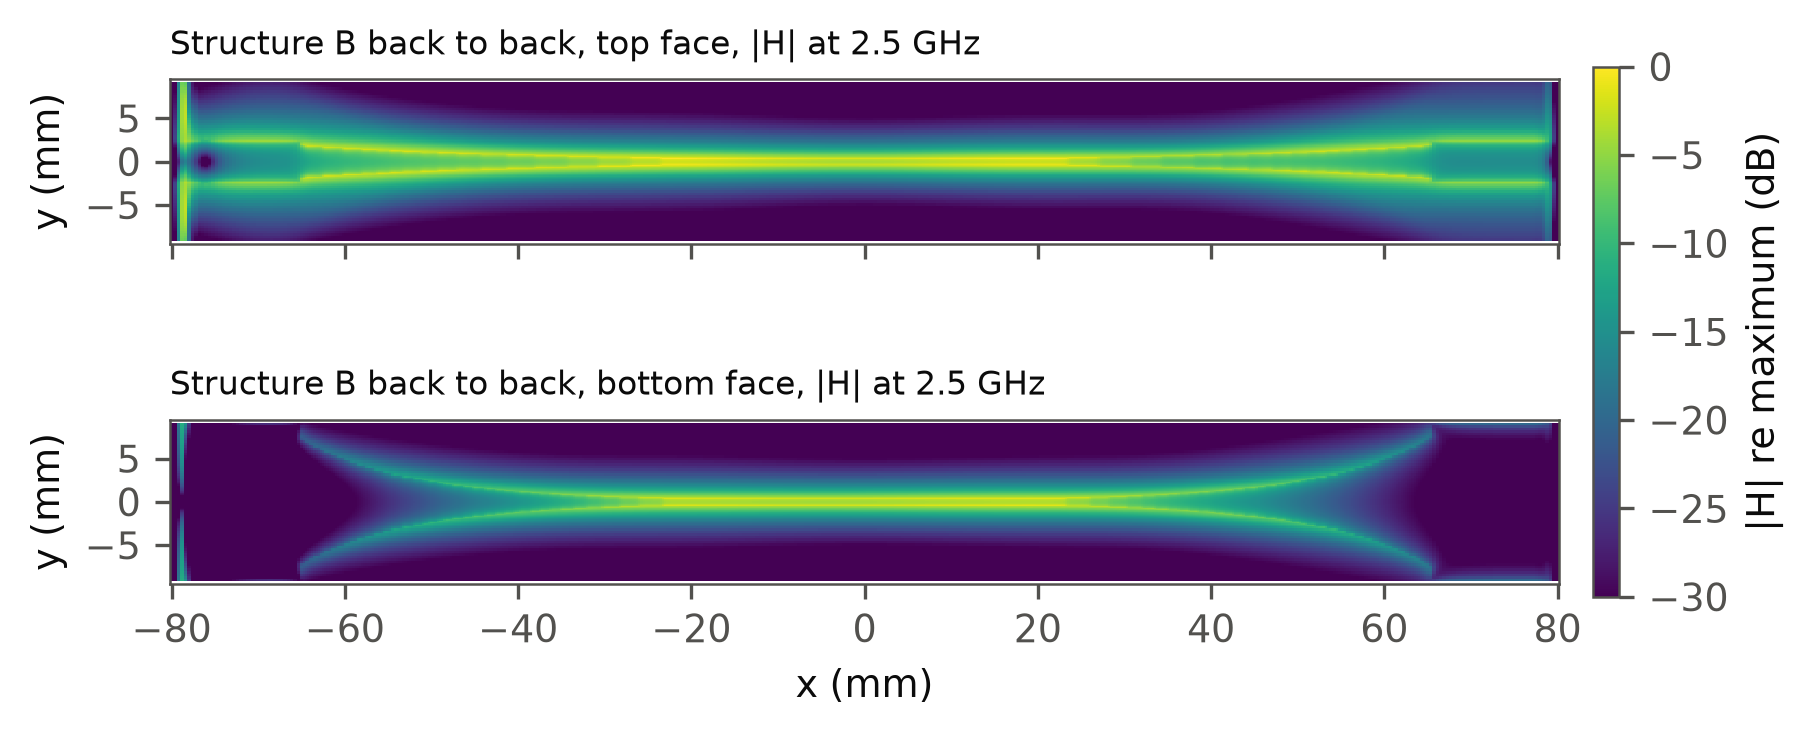 Structure B back to back, top face, |H| at 2.5 GHz
y (mm)
5
0
−5
Structure B back to back, bottom face, |H| at 2.5 GHz
y (mm)
5
0
−5
−80 −60 −40 −20 0 20 40 60 80
x (mm)
0
−5
−10
−15
−20
−25
−30
|H| re maximum (dB)